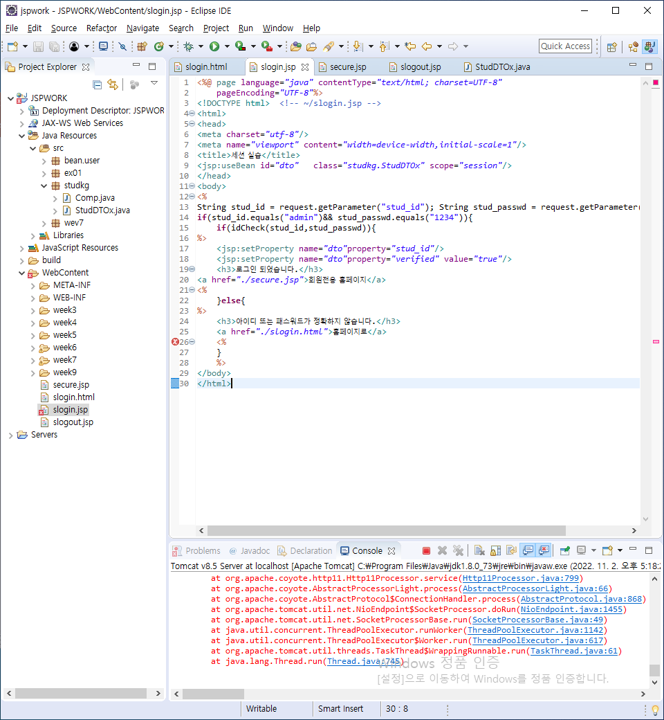 jspwork - JSPWORK/WebContent/slogin.jsp - Eclipse IDE
File Edit Source Refactor Navigate Search Project Run Window Help
Quick Access
Project Explorer
JSPWORK
Deployment Descriptor: JSPWOR
JAX-WS Web Services
Java Resources
src
bean.user
ex01
studkg
Comp.java
StudDTOx.java
wev7
Libraries
JavaScript Resources
build
WebContent
META-INF
WEB-INF
week3
week4
week5
week6
week7
week9
secure.jsp
slogin.html
slogin.jsp
slogout.jsp
Servers
slogin.html slogin.jsp secure.jsp slogout.jsp StudDTOx.java
1 <%@ page language="java" contentType="text/html; charset=UTF-8"
2 pageEncoding="UTF-8"%>
3 <!DOCTYPE html> <!-- ~/slogin.jsp -->
4 <html>
5 <head>
6 <meta charset="utf-8"/>
7 <meta name="viewport" content="width=device-width,initial-scale=1"/>
8 <title>세션 실습</title>
9 <jsp:useBean id="dto" class="studkg.StudDTOx" scope="session"/>
10 </head>
11 <body>
12 <%
13 String stud_id = request.getParameter("stud_id"); String stud_passwd = request.getParameter
14 if(stud_id.equals("admin")&& stud_passwd.equals("1234")){
15 if(idCheck(stud_id,stud_passwd)){
16 %>
17 <jsp:setProperty name="dto"property="stud_id"/>
18 <jsp:setProperty name="dto"property="verified" value="true"/>
19 <h3>로그인 되었습니다.</h3>
20 <a href="./secure.jsp">회원전용 홈페이지</a>
21 <%
22 }else{
23 %>
24 <h3>아이디 또는 패스워드가 정확하지 않습니다.</h3>
25 <a href="./slogin.html">홈페이지로</a>
26 <%
27 }
28 %>
29 </body>
30 </html>
Problems Javadoc Declaration Console
Tomcat v8.5 Server at localhost [Apache Tomcat] C:\Program Files\Java\jdk1.8.0_73\jre\bin\javaw.exe (2022. 11. 2. 오후 5:18:
at org.apache.coyote.http11.Http11Processor.service(Http11Processor.java:799)
at org.apache.coyote.AbstractProcessorLight.process(AbstractProcessorLight.java:66)
at org.apache.coyote.AbstractProtocol$ConnectionHandler.process(AbstractProtocol.java:868)
at org.apache.tomcat.util.net.NioEndpoint$SocketProcessor.doRun(NioEndpoint.java:1455)
at org.apache.tomcat.util.net.SocketProcessorBase.run(SocketProcessorBase.java:49)
at java.util.concurrent.ThreadPoolExecutor.runWorker(ThreadPoolExecutor.java:1142)
at java.util.concurrent.ThreadPoolExecutor$Worker.run(ThreadPoolExecutor.java:617)
at org.apache.tomcat.util.threads.TaskThread$WrappingRunnable.run(TaskThread.java:61)
at java.lang.Thread.run(Thread.java:745)
Windows 정품 인증
[설정]으로 이동하여 Windows를 정품 인증합니다.
Writable Smart Insert 30 : 8